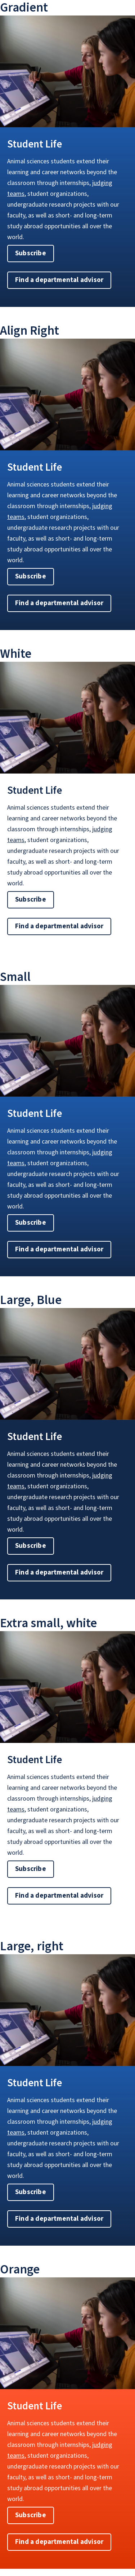 Gradient
Student Life
Animal sciences students extend their
learning and career networks beyond the
classroom through internships, judging
teams, student organizations,
undergraduate research projects with our
faculty, as well as short- and long-term
study abroad opportunities all over the
world.
Subscribe
Find a departmental advisor
Align Right
Student Life
Animal sciences students extend their
learning and career networks beyond the
classroom through internships, judging
teams, student organizations,
undergraduate research projects with our
faculty, as well as short- and long-term
study abroad opportunities all over the
world.
Subscribe
Find a departmental advisor
White
Student Life
Animal sciences students extend their
learning and career networks beyond the
classroom through internships, judging
teams, student organizations,
undergraduate research projects with our
faculty, as well as short- and long-term
study abroad opportunities all over the
world.
Subscribe
Find a departmental advisor
Small
Student Life
Animal sciences students extend their
learning and career networks beyond the
classroom through internships, judging
teams, student organizations,
undergraduate research projects with our
faculty, as well as short- and long-term
study abroad opportunities all over the
world.
Subscribe
Find a departmental advisor
Large, Blue
Student Life
Animal sciences students extend their
learning and career networks beyond the
classroom through internships, judging
teams, student organizations,
undergraduate research projects with our
faculty, as well as short- and long-term
study abroad opportunities all over the
world.
Subscribe
Find a departmental advisor
Extra small, white
Student Life
Animal sciences students extend their
learning and career networks beyond the
classroom through internships, judging
teams, student organizations,
undergraduate research projects with our
faculty, as well as short- and long-term
study abroad opportunities all over the
world.
Subscribe
Find a departmental advisor
Large, right
Student Life
Animal sciences students extend their
learning and career networks beyond the
classroom through internships, judging
teams, student organizations,
undergraduate research projects with our
faculty, as well as short- and long-term
study abroad opportunities all over the
world.
Subscribe
Find a departmental advisor
Orange
Student Life
Animal sciences students extend their
learning and career networks beyond the
classroom through internships, judging
teams, student organizations,
undergraduate research projects with our
faculty, as well as short- and long-term
study abroad opportunities all over the
world.
Subscribe
Find a departmental advisor